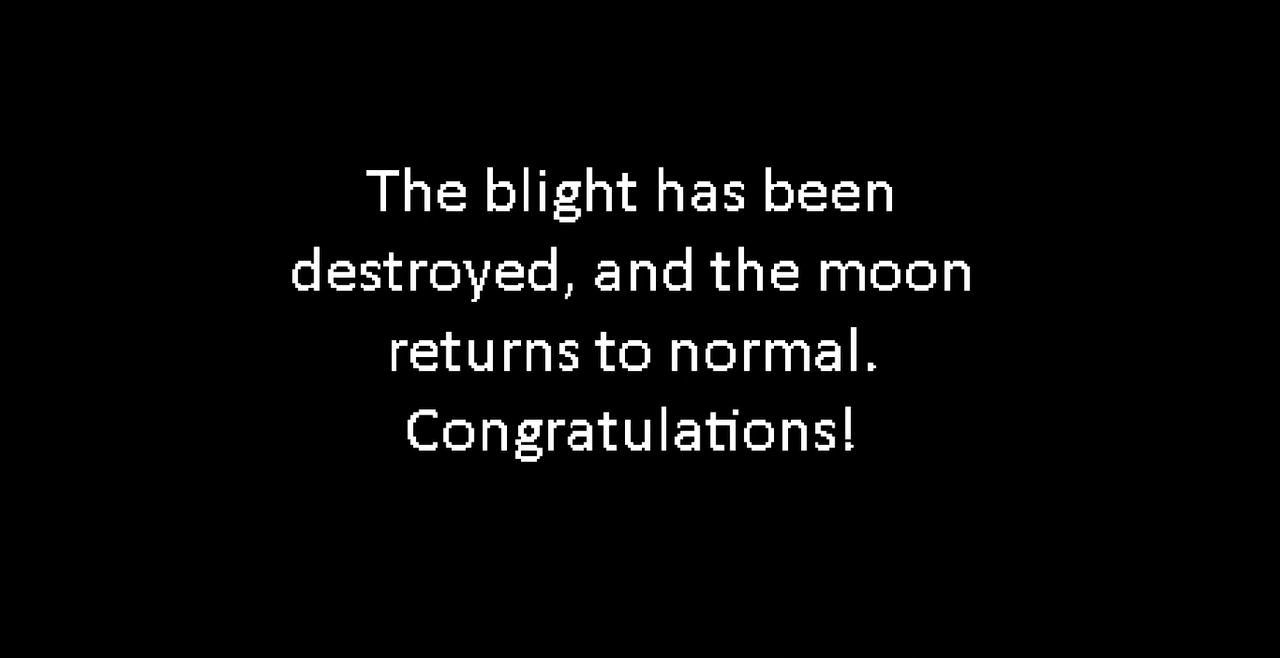 The blight has been
destroyed, and the moon
returns to normal.
Congratulations!